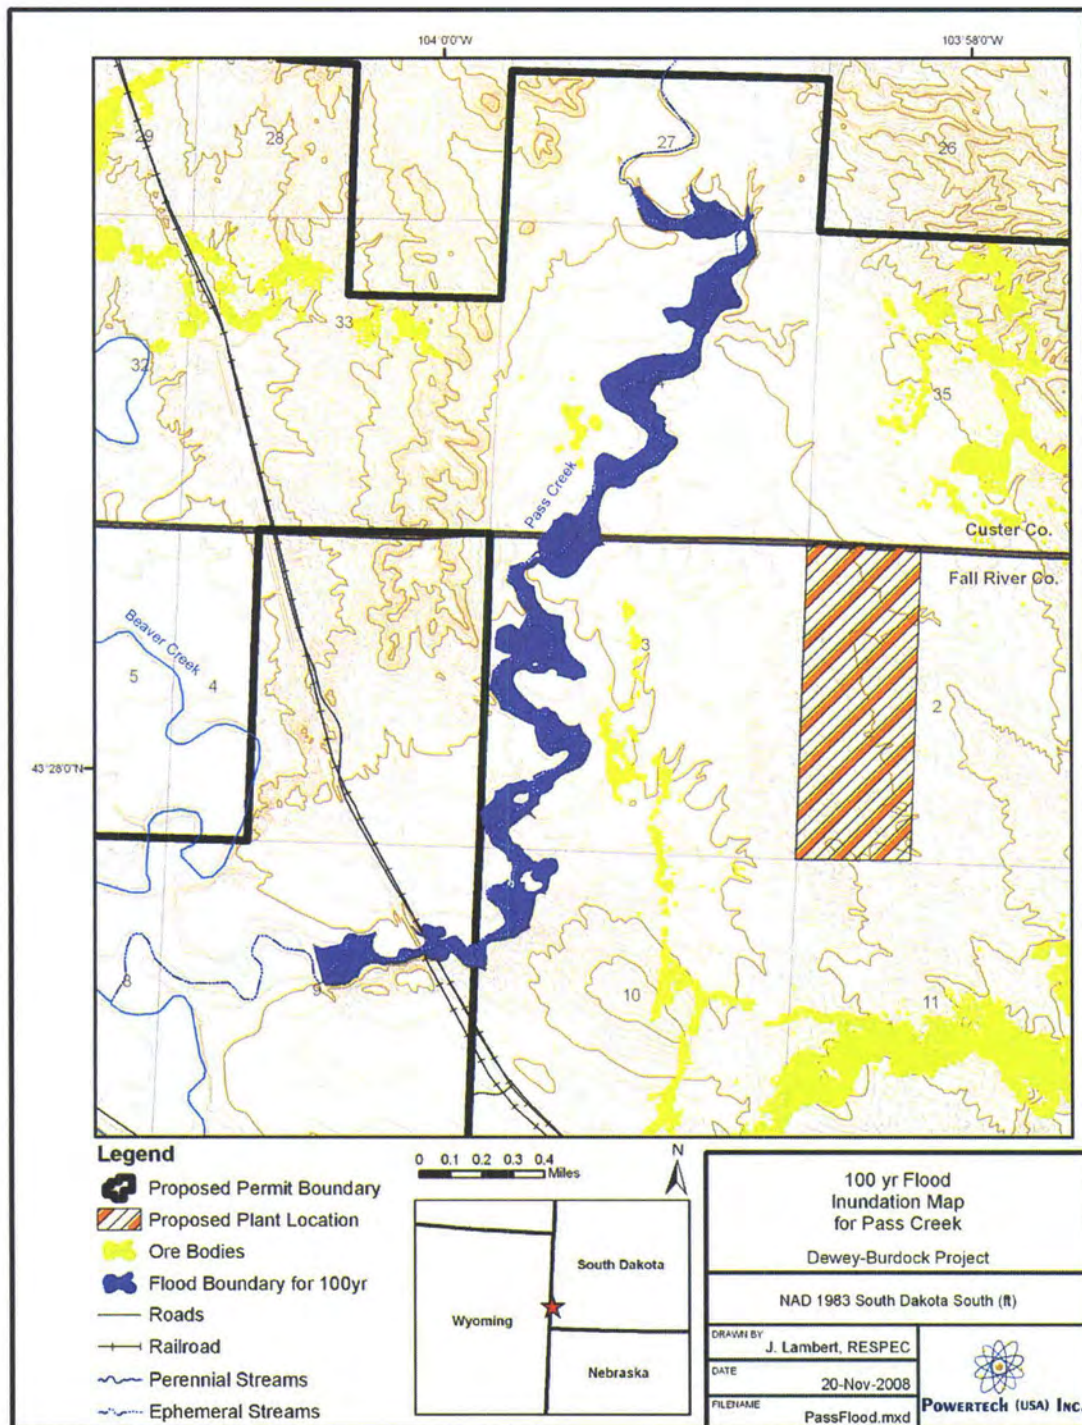 104°0'0"W
103°58'0"W
29
28
27
26
32
33
35
Pass Creek
Custer Co.
Fall River Co.
Beaver Creek
5
4
3
2
43°28'0"N
8
9
10
11
Legend
Proposed Permit Boundary
Proposed Plant Location
Ore Bodies
Flood Boundary for 100yr
Roads
Railroad
Perennial Streams
Ephemeral Streams
0 0.1 0.2 0.3 0.4
Miles
N
South Dakota
Wyoming
Nebraska
100 yr Flood
Inundation Map
for Pass Creek
Dewey-Burdock Project
NAD 1983 South Dakota South (ft)
DRAWN BY
J. Lambert, RESPEC
DATE
20-Nov-2008
FILENAME
PassFlood.mxd
POWERTECH (USA) INC.